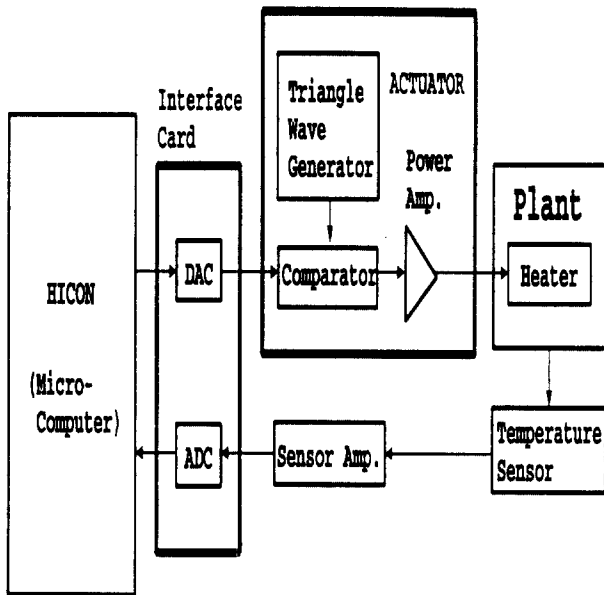 Interface
Card
HICON
(Micro-
Computer)
DAC
ADC
Triangle
Wave
Generator
ACTUATOR
Power
Amp.
Comparator
Plant
Heater
Sensor Amp.
Temperature
Sensor